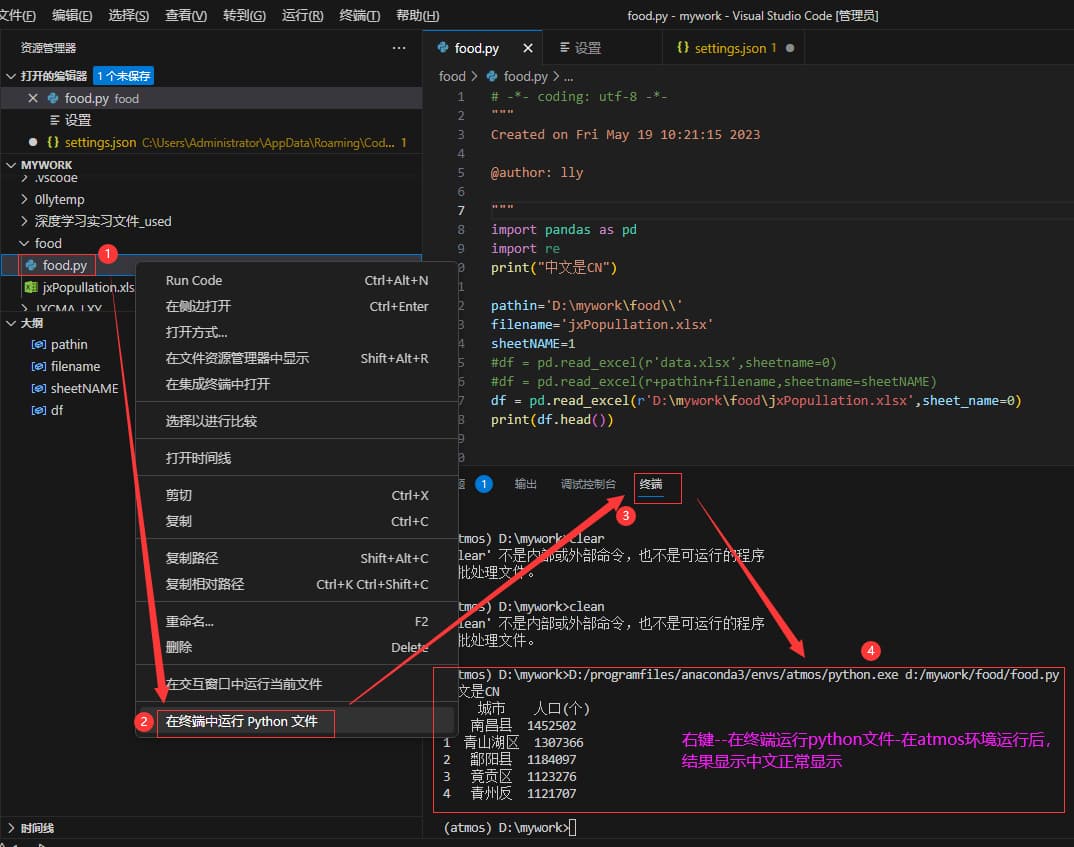 文件(F) 编辑(E) 选择(S) 查看(V) 转到(G) 运行(R) 终端(T) 帮助(H) food.py - mywork - Visual Studio Code [管理员]
资源管理器 ···
打开的编辑器 1 个未保存
food.py food
设置
settings.json C:\Users\Administrator\AppData\Roaming\Cod... 1
MYWORK
.vscode
0llytemp
深度学习实习文件_used
food
food.py 1
jxPopullation.xls
JXCMA_LXY
大纲
pathin
filename
sheetNAME
df
时间线
Run Code Ctrl+Alt+N
在侧边打开 Ctrl+Enter
打开方式...
在文件资源管理器中显示 Shift+Alt+R
在集成终端中打开
选择以进行比较
打开时间线
剪切 Ctrl+X
复制 Ctrl+C
复制路径 Shift+Alt+C
复制相对路径 Ctrl+K Ctrl+Shift+C
重命名... F2
删除 Delete
在交互窗口中运行当前文件
2 在终端中运行 Python 文件
food.py 设置 settings.json 1
food > food.py > ...
1 # -*- coding: utf-8 -*-
2 """
3 Created on Fri May 19 10:21:15 2023
4
5 @author: lly
6
7 """
8 import pandas as pd
9 import re
0 print("中文是CN")
1
2 pathin='D:\mywork\food\\'
3 filename='jxPopullation.xlsx'
4 sheetNAME=1
5 #df = pd.read_excel(r'data.xlsx',sheetname=0)
6 #df = pd.read_excel(r+pathin+filename,sheetname=sheetNAME)
7 df = pd.read_excel(r'D:\mywork\food\jxPopullation.xlsx',sheet_name=0)
8 print(df.head())
9
0
题 1 输出 调试控制台 终端
3
tmos) D:\mywork>clear
lear' 不是内部或外部命令，也不是可运行的程序
批处理文件。
tmos) D:\mywork>clean
lean' 不是内部或外部命令，也不是可运行的程序
批处理文件。
4
tmos) D:\mywork>D:/programfiles/anaconda3/envs/atmos/python.exe d:/mywork/food/food.py
文是CN
城市 人口(个)
南昌县 1452502
1 青山湖区 1307366
2 鄱阳县 1184097
3 竟贡区 1123276
4 青州反 1121707
右键--在终端运行python文件-在atmos环境运行后，
结果显示中文正常显示
(atmos) D:\mywork>